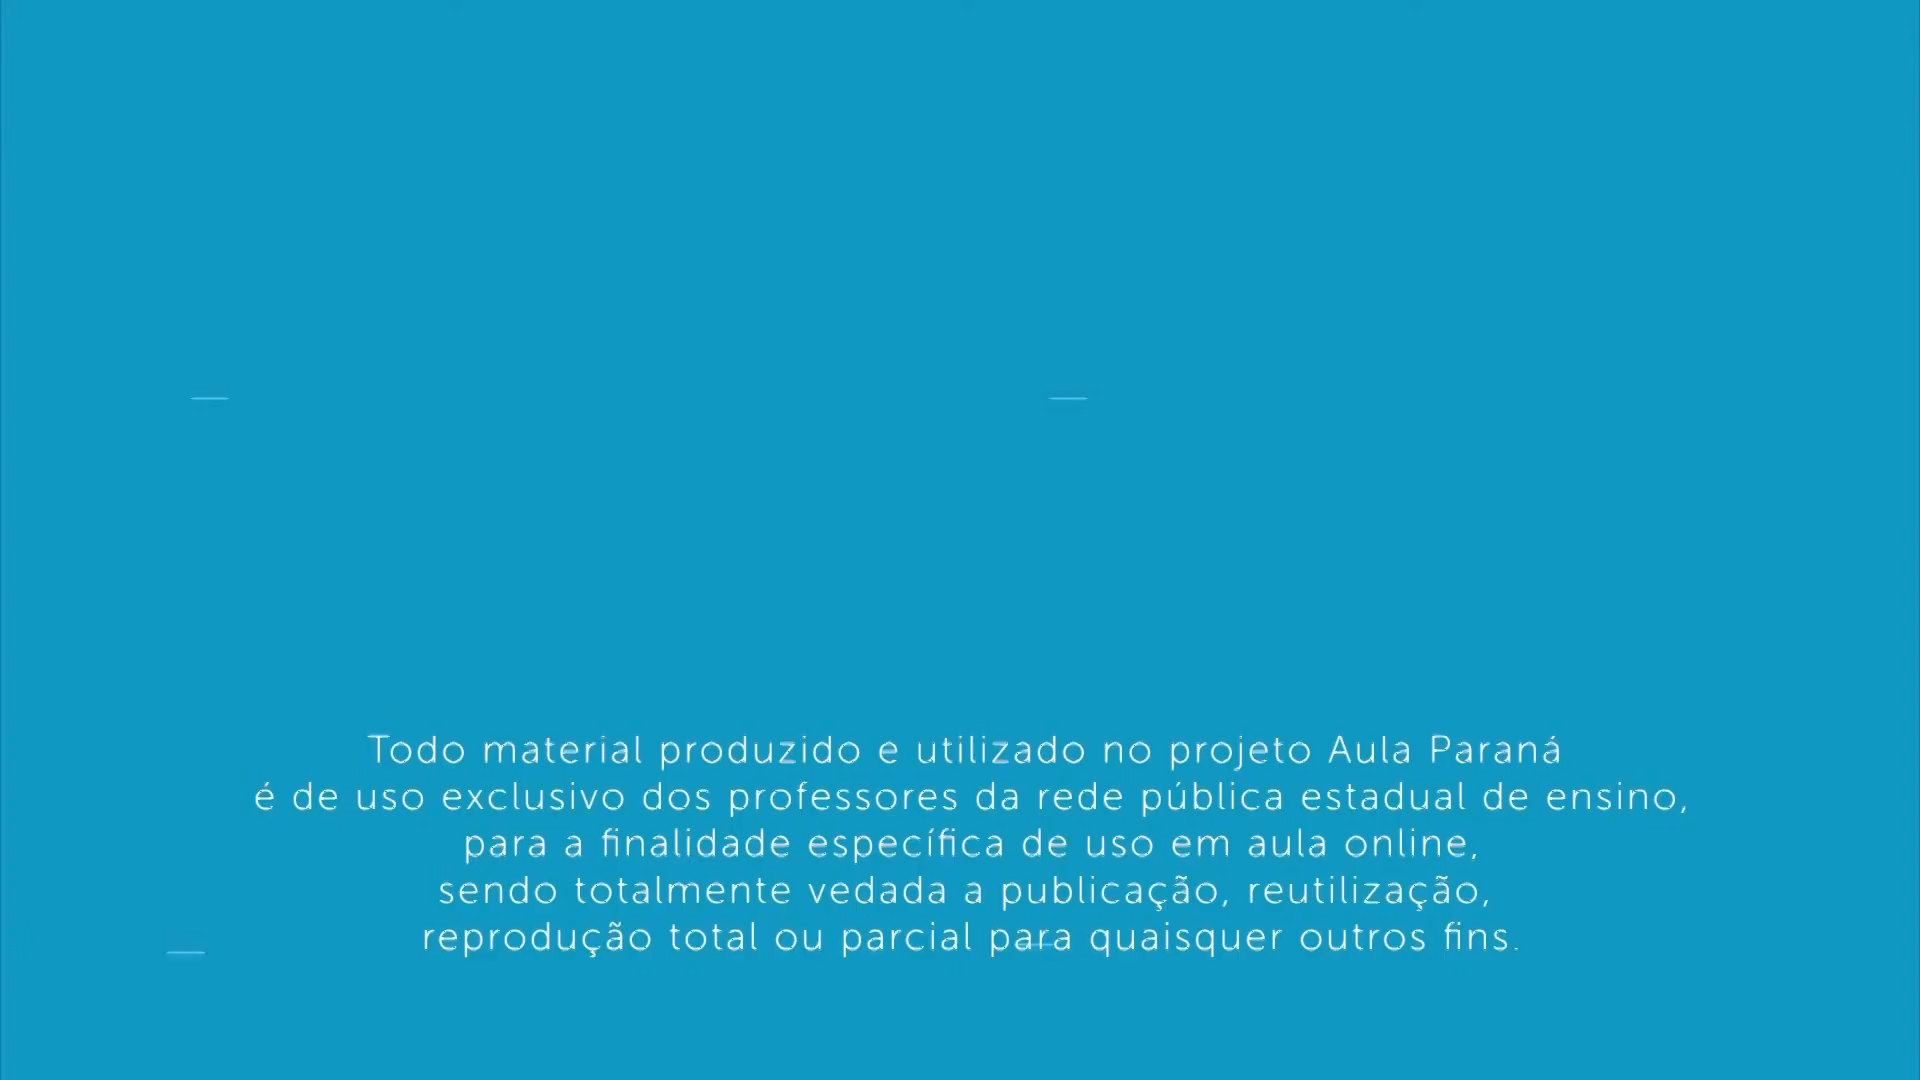 Todo material produzido e utilizado no projeto Aula Paraná
é de uso exclusivo dos professores da rede pública estadual de ensino,
para a finalidade específica de uso em aula online,
sendo totalmente vedada a publicação, reutilização,
reprodução total ou parcial para quaisquer outros fins.